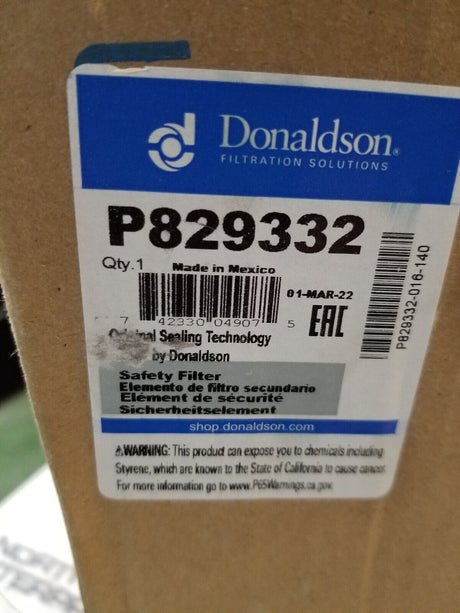 Donaldson®
FILTRATION SOLUTIONS
P829332
Qty.1 Made in Mexico
01-MAR-22
7 42330 04907 5
EAC
P829332-016-140
Sealing Technology
by Donaldson
Safety Filter
Elemento de filtro secundario
Elément de sécurité
Sicherheitselement
shop.donaldson.com
⚠WARNING: This product can expose you to chemicals including
Styrene, which are known to the State of California to cause cancer.
For more information go to www.P65Warnings.ca.gov.